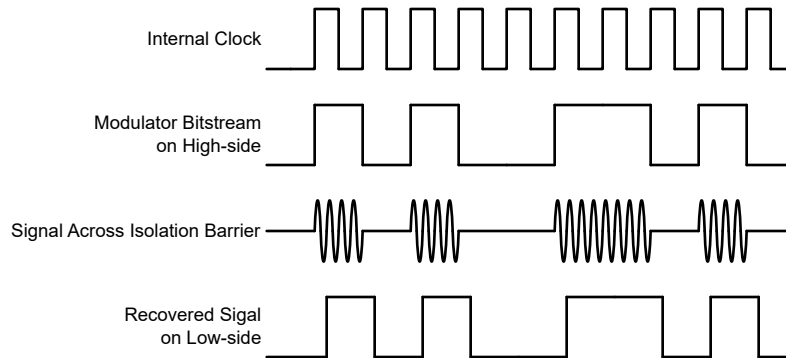 Internal Clock
Modulator Bitstream
on High-side
Signal Across Isolation Barrier
Recovered Sigal
on Low-side